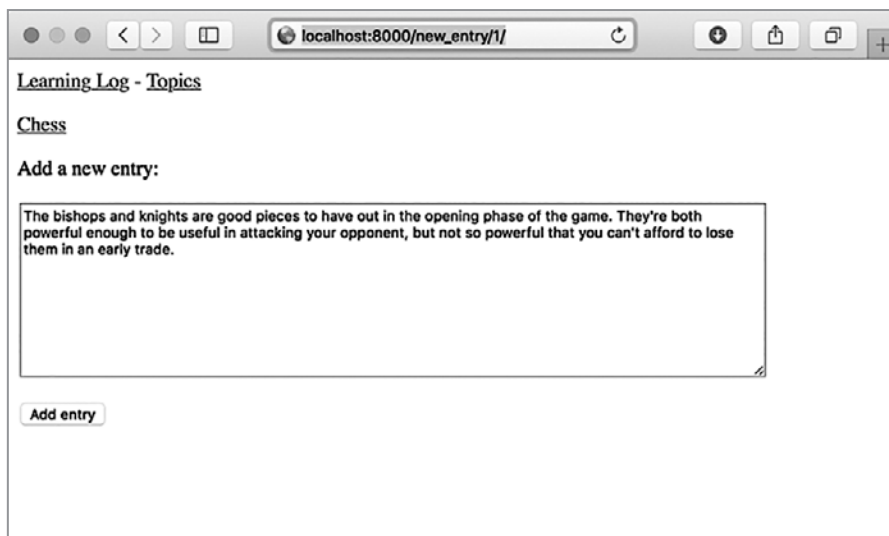 localhost:8000/new_entry/1/
Learning Log - Topics
Chess
Add a new entry:
The bishops and knights are good pieces to have out in the opening phase of the game. They're both
powerful enough to be useful in attacking your opponent, but not so powerful that you can't afford to lose
them in an early trade.
Add entry